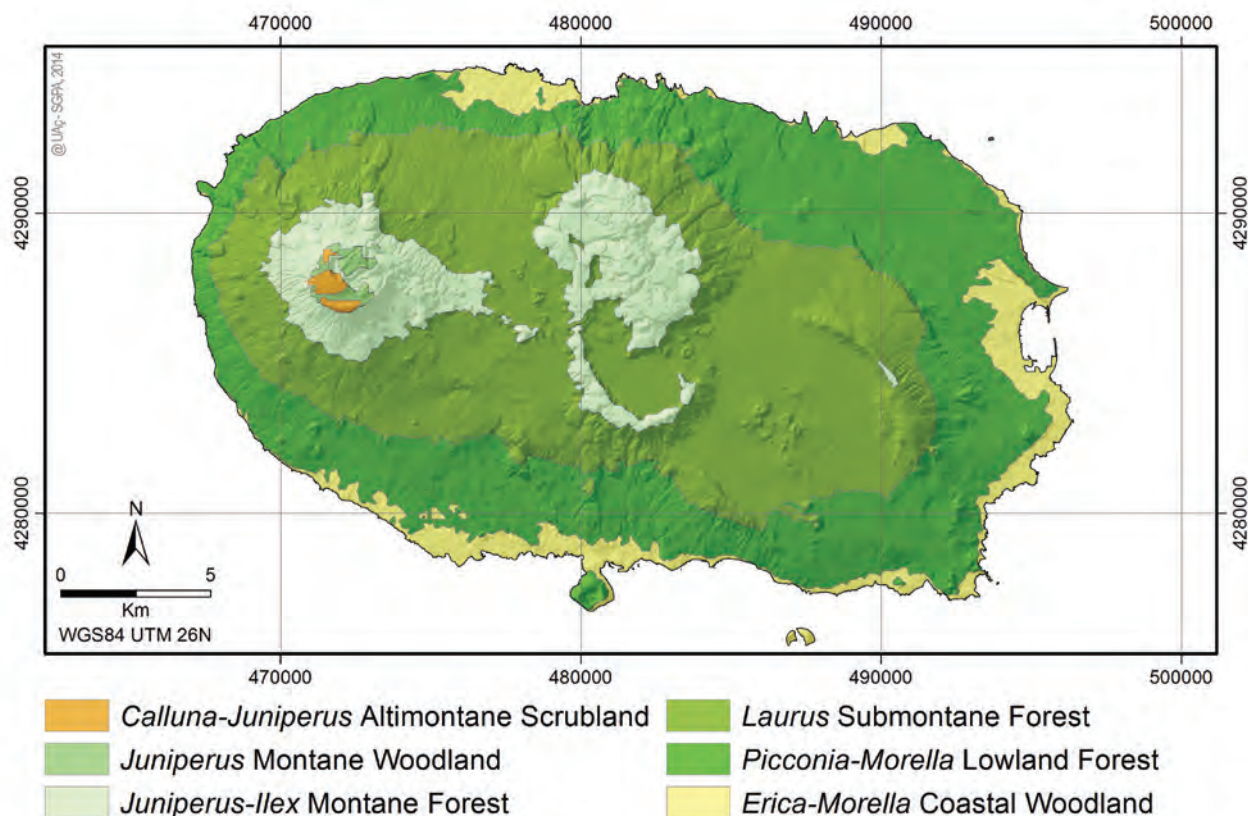 470000 480000 490000 500000
@ UAç- SGPA, 2014
4290000 4290000
4280000 4280000
N
0 5
Km
WGS84 UTM 26N
470000 480000 490000 500000
Calluna-Juniperus Altimontane Scrubland
Juniperus Montane Woodland
Juniperus-Ilex Montane Forest
Laurus Submontane Forest
Picconia-Morella Lowland Forest
Erica-Morella Coastal Woodland